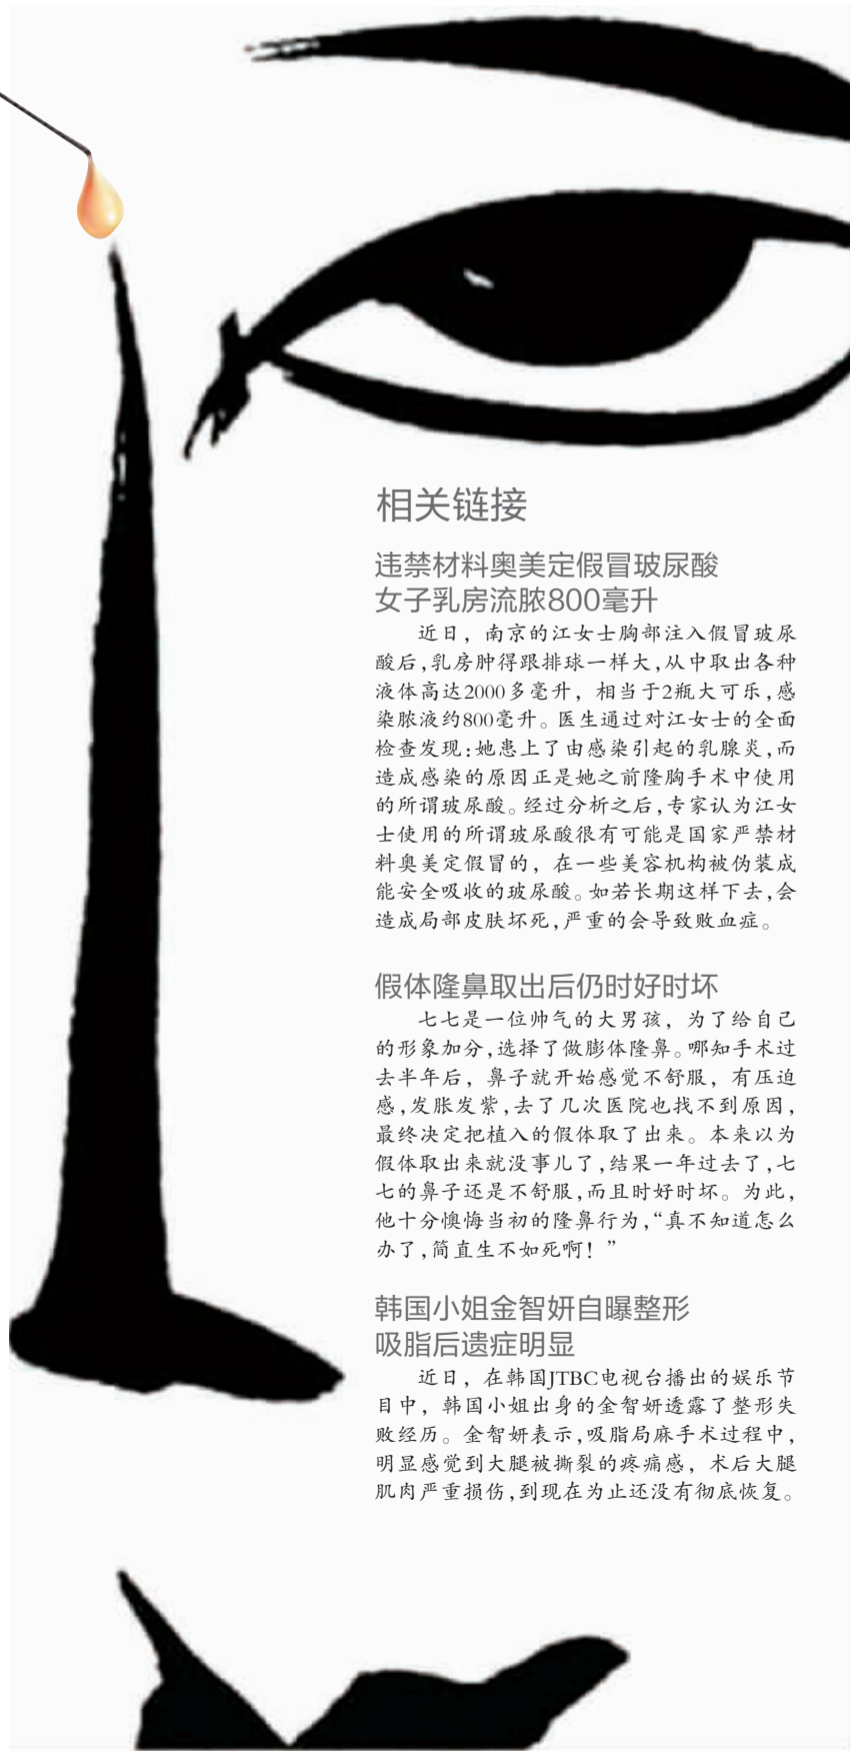 相关链接
违禁材料奥美定假冒玻尿酸
女子乳房流脓800毫升
近日，南京的江女士胸部注入假冒玻尿
酸后，乳房肿得跟排球一样大，从中取出各种
液体高达2000多毫升，相当于2瓶大可乐，感
染脓液约800毫升。医生通过对江女士的全面
检查发现：她患上了由感染引起的乳腺炎，而
造成感染的原因正是她之前隆胸手术中使用
的所谓玻尿酸。经过分析之后，专家认为江女
士使用的所谓玻尿酸很有可能是国家严禁材
料奥美定假冒的，在一些美容机构被伪装成
能安全吸收的玻尿酸。如若长期这样下去，会
造成局部皮肤坏死，严重的会导致败血症。
假体隆鼻取出后仍时好时坏
七七是一位帅气的大男孩，为了给自己
的形象加分，选择了做膨体隆鼻。哪知手术过
去半年后，鼻子就开始感觉不舒服，有压迫
感，发胀发紫，去了几次医院也找不到原因，
最终决定把植入的假体取了出来。本来以为
假体取出来就没事儿了，结果一年过去了，七
七的鼻子还是不舒服，而且时好时坏。为此，
他十分懊悔当初的隆鼻行为，“真不知道怎么
办了，简直生不如死啊！”
韩国小姐金智妍自曝整形
吸脂后遗症明显
近日，在韩国JTBC电视台播出的娱乐节
目中，韩国小姐出身的金智妍透露了整形失
败经历。金智妍表示，吸脂局麻手术过程中，
明显感觉到大腿被撕裂的疼痛感，术后大腿
肌肉严重损伤，到现在为止还没有彻底恢复。